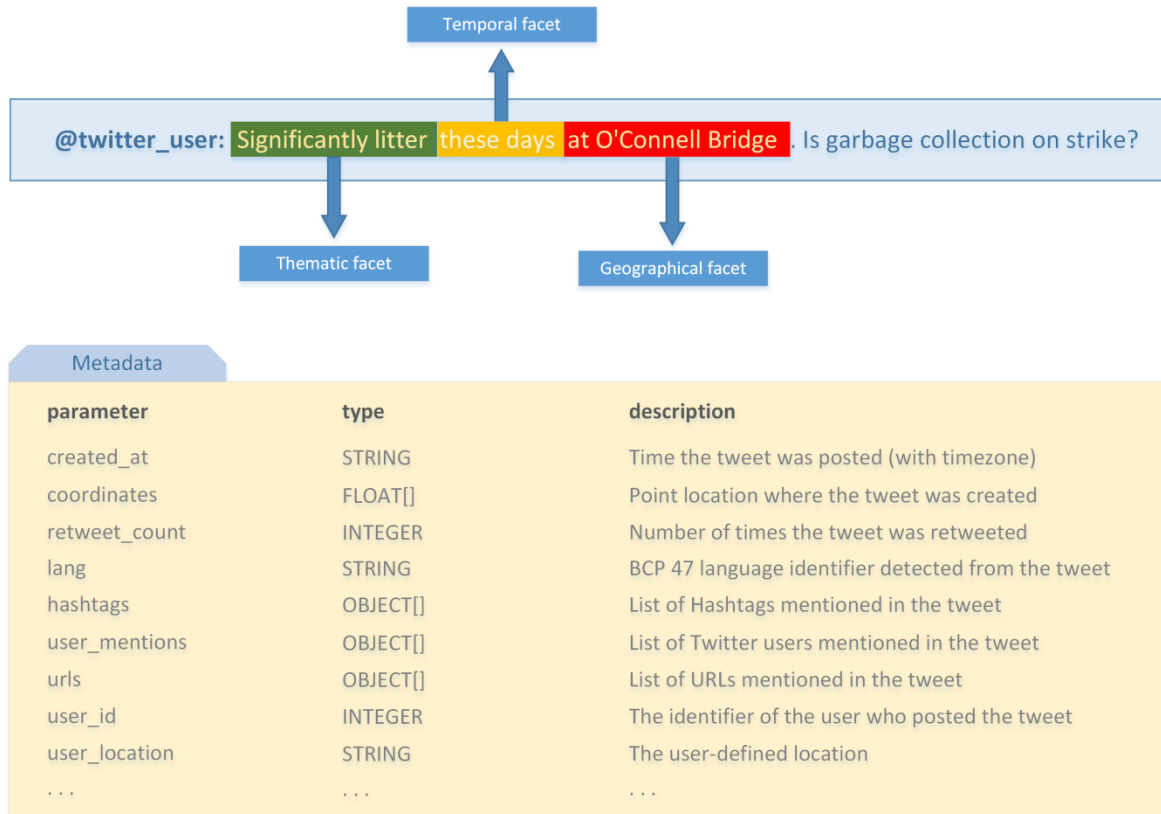 Temporal facet
@twitter_user: Significantly litter these days at O'Connell Bridge . Is garbage collection on strike?
Thematic facet
Geographical facet
Metadata
parameter type description
created_at STRING Time the tweet was posted (with timezone)
coordinates FLOAT[] Point location where the tweet was created
retweet_count INTEGER Number of times the tweet was retweeted
lang STRING BCP 47 language identifier detected from the tweet
hashtags OBJECT[] List of Hashtags mentioned in the tweet
user_mentions OBJECT[] List of Twitter users mentioned in the tweet
urls OBJECT[] List of URLs mentioned in the tweet
user_id INTEGER The identifier of the user who posted the tweet
user_location STRING The user-defined location
. . . . . . . . .